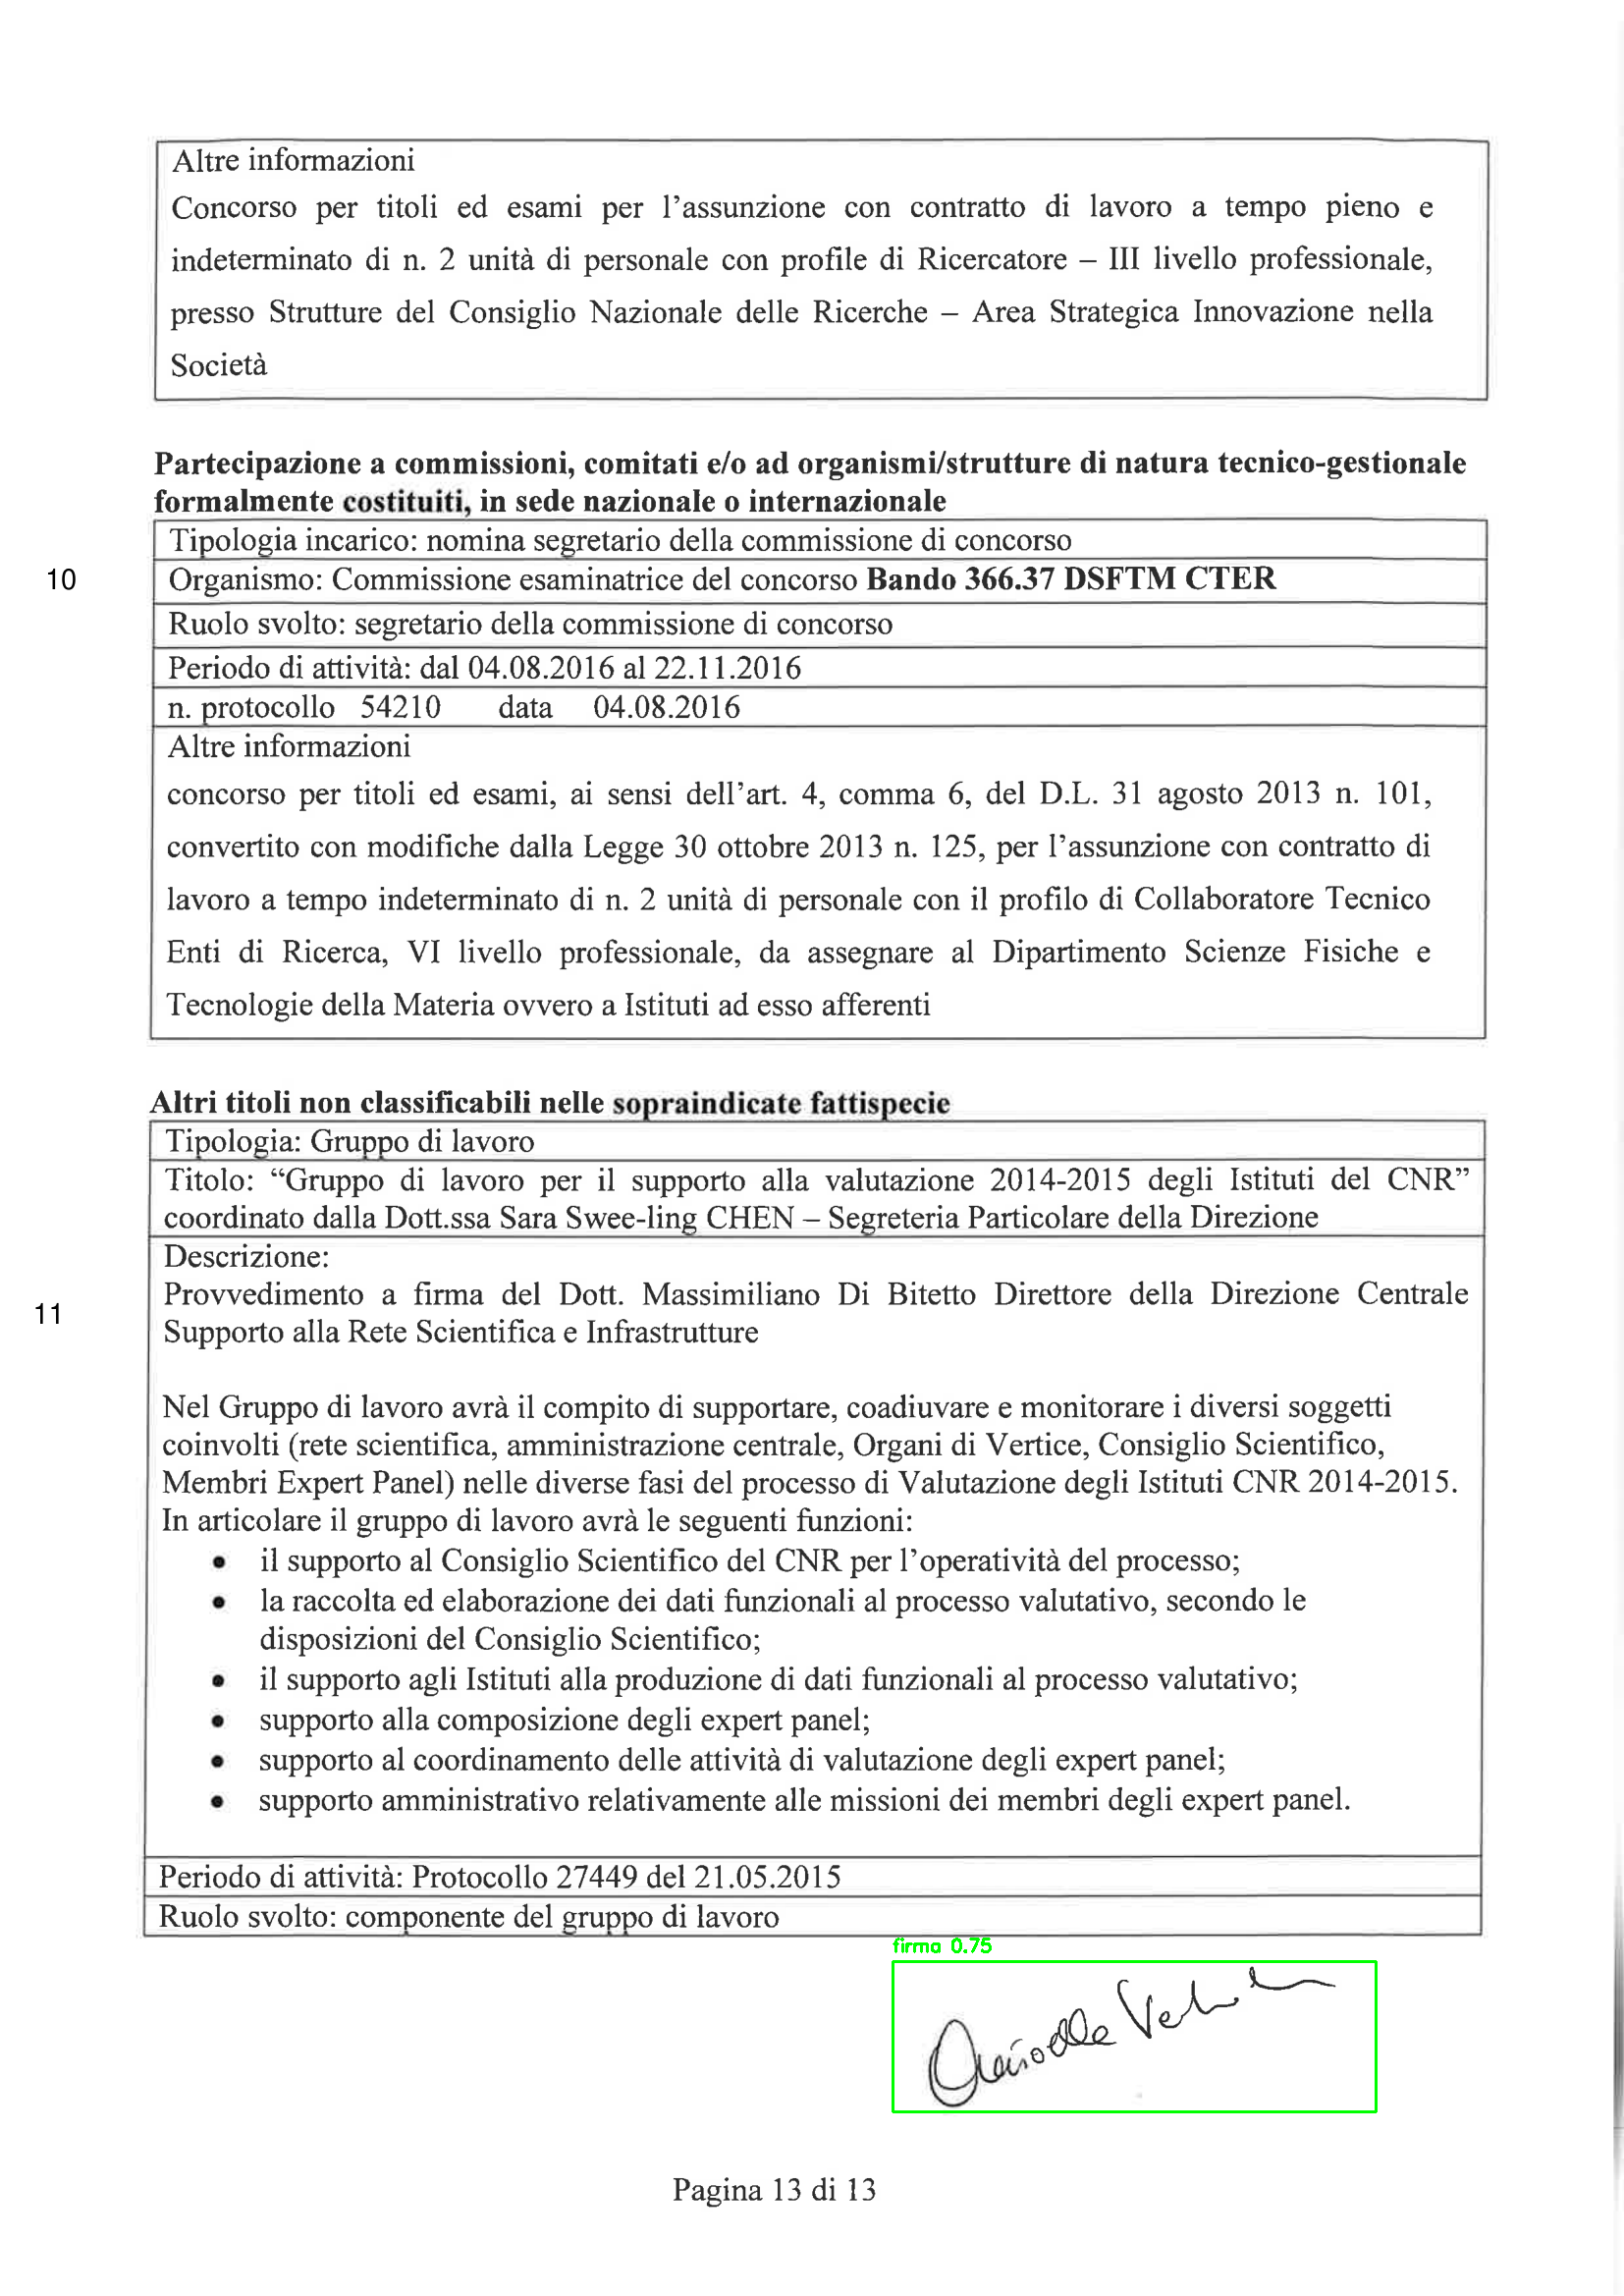 Altre informazioni
Concorso per titoli ed esami per l'assunzione con contratto di lavoro a tempo pieno e
indeterminato di n. 2 unità di personale con profile di Ricercatore – III livello professionale,
presso Strutture del Consiglio Nazionale delle Ricerche – Area Strategica Innovazione nella
Società
Partecipazione a commissioni, comitati e/o ad organismi/strutture di natura tecnico-gestionale
formalmente costituiti, in sede nazionale o internazionale
Tipologia incarico: nomina segretario della commissione di concorso
10
Organismo: Commissione esaminatrice del concorso Bando 366.37 DSFTM CTER
Ruolo svolto: segretario della commissione di concorso
Periodo di attività: dal 04.08.2016 al 22.11.2016
n. protocollo 54210 data 04.08.2016
Altre informazioni
concorso per titoli ed esami, ai sensi dell'art. 4, comma 6, del D.L. 31 agosto 2013 n. 101,
convertito con modifiche dalla Legge 30 ottobre 2013 n. 125, per l'assunzione con contratto di
lavoro a tempo indeterminato di n. 2 unità di personale con il profilo di Collaboratore Tecnico
Enti di Ricerca, VI livello professionale, da assegnare al Dipartimento Scienze Fisiche e
Tecnologie della Materia ovvero a Istituti ad esso afferenti
Altri titoli non classificabili nelle sopraindicate fattispecie
Tipologia: Gruppo di lavoro
Titolo: “Gruppo di lavoro per il supporto alla valutazione 2014-2015 degli Istituti del CNR”
coordinato dalla Dott.ssa Sara Swee-ling CHEN – Segreteria Particolare della Direzione
Descrizione:
Provvedimento a firma del Dott. Massimiliano Di Bitetto Direttore della Direzione Centrale
11
Supporto alla Rete Scientifica e Infrastrutture
Nel Gruppo di lavoro avrà il compito di supportare, coadiuvare e monitorare i diversi soggetti
coinvolti (rete scientifica, amministrazione centrale, Organi di Vertice, Consiglio Scientifico,
Membri Expert Panel) nelle diverse fasi del processo di Valutazione degli Istituti CNR 2014-2015.
In articolare il gruppo di lavoro avrà le seguenti funzioni:
• il supporto al Consiglio Scientifico del CNR per l'operatività del processo;
• la raccolta ed elaborazione dei dati funzionali al processo valutativo, secondo le
disposizioni del Consiglio Scientifico;
• il supporto agli Istituti alla produzione di dati funzionali al processo valutativo;
• supporto alla composizione degli expert panel;
• supporto al coordinamento delle attività di valutazione degli expert panel;
• supporto amministrativo relativamente alle missioni dei membri degli expert panel.
Periodo di attività: Protocollo 27449 del 21.05.2015
Ruolo svolto: componente del gruppo di lavoro
firma 0.75
Pagina 13 di 13